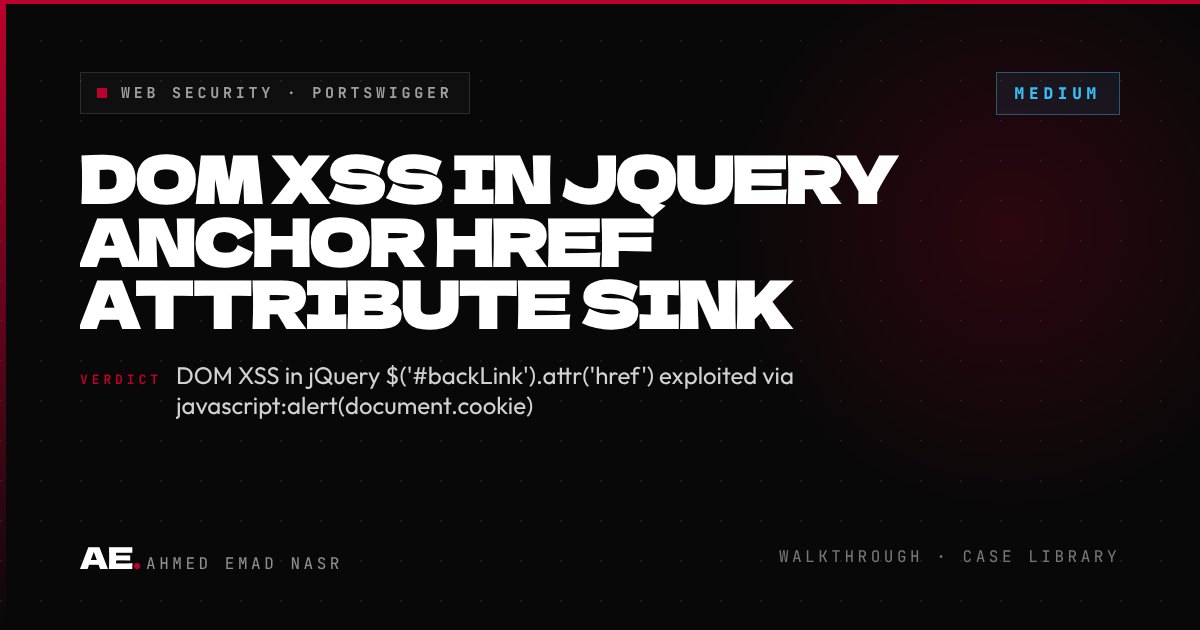 WEB SECURITY · PORTSWIGGER
MEDIUM
DOM XSS IN JQUERY
ANCHOR HREF
ATTRIBUTE SINK
VERDICT DOM XSS in jQuery $('#backLink').attr('href') exploited via
javascript:alert(document.cookie)
AE. AHMED EMAD NASR
WALKTHROUGH · CASE LIBRARY